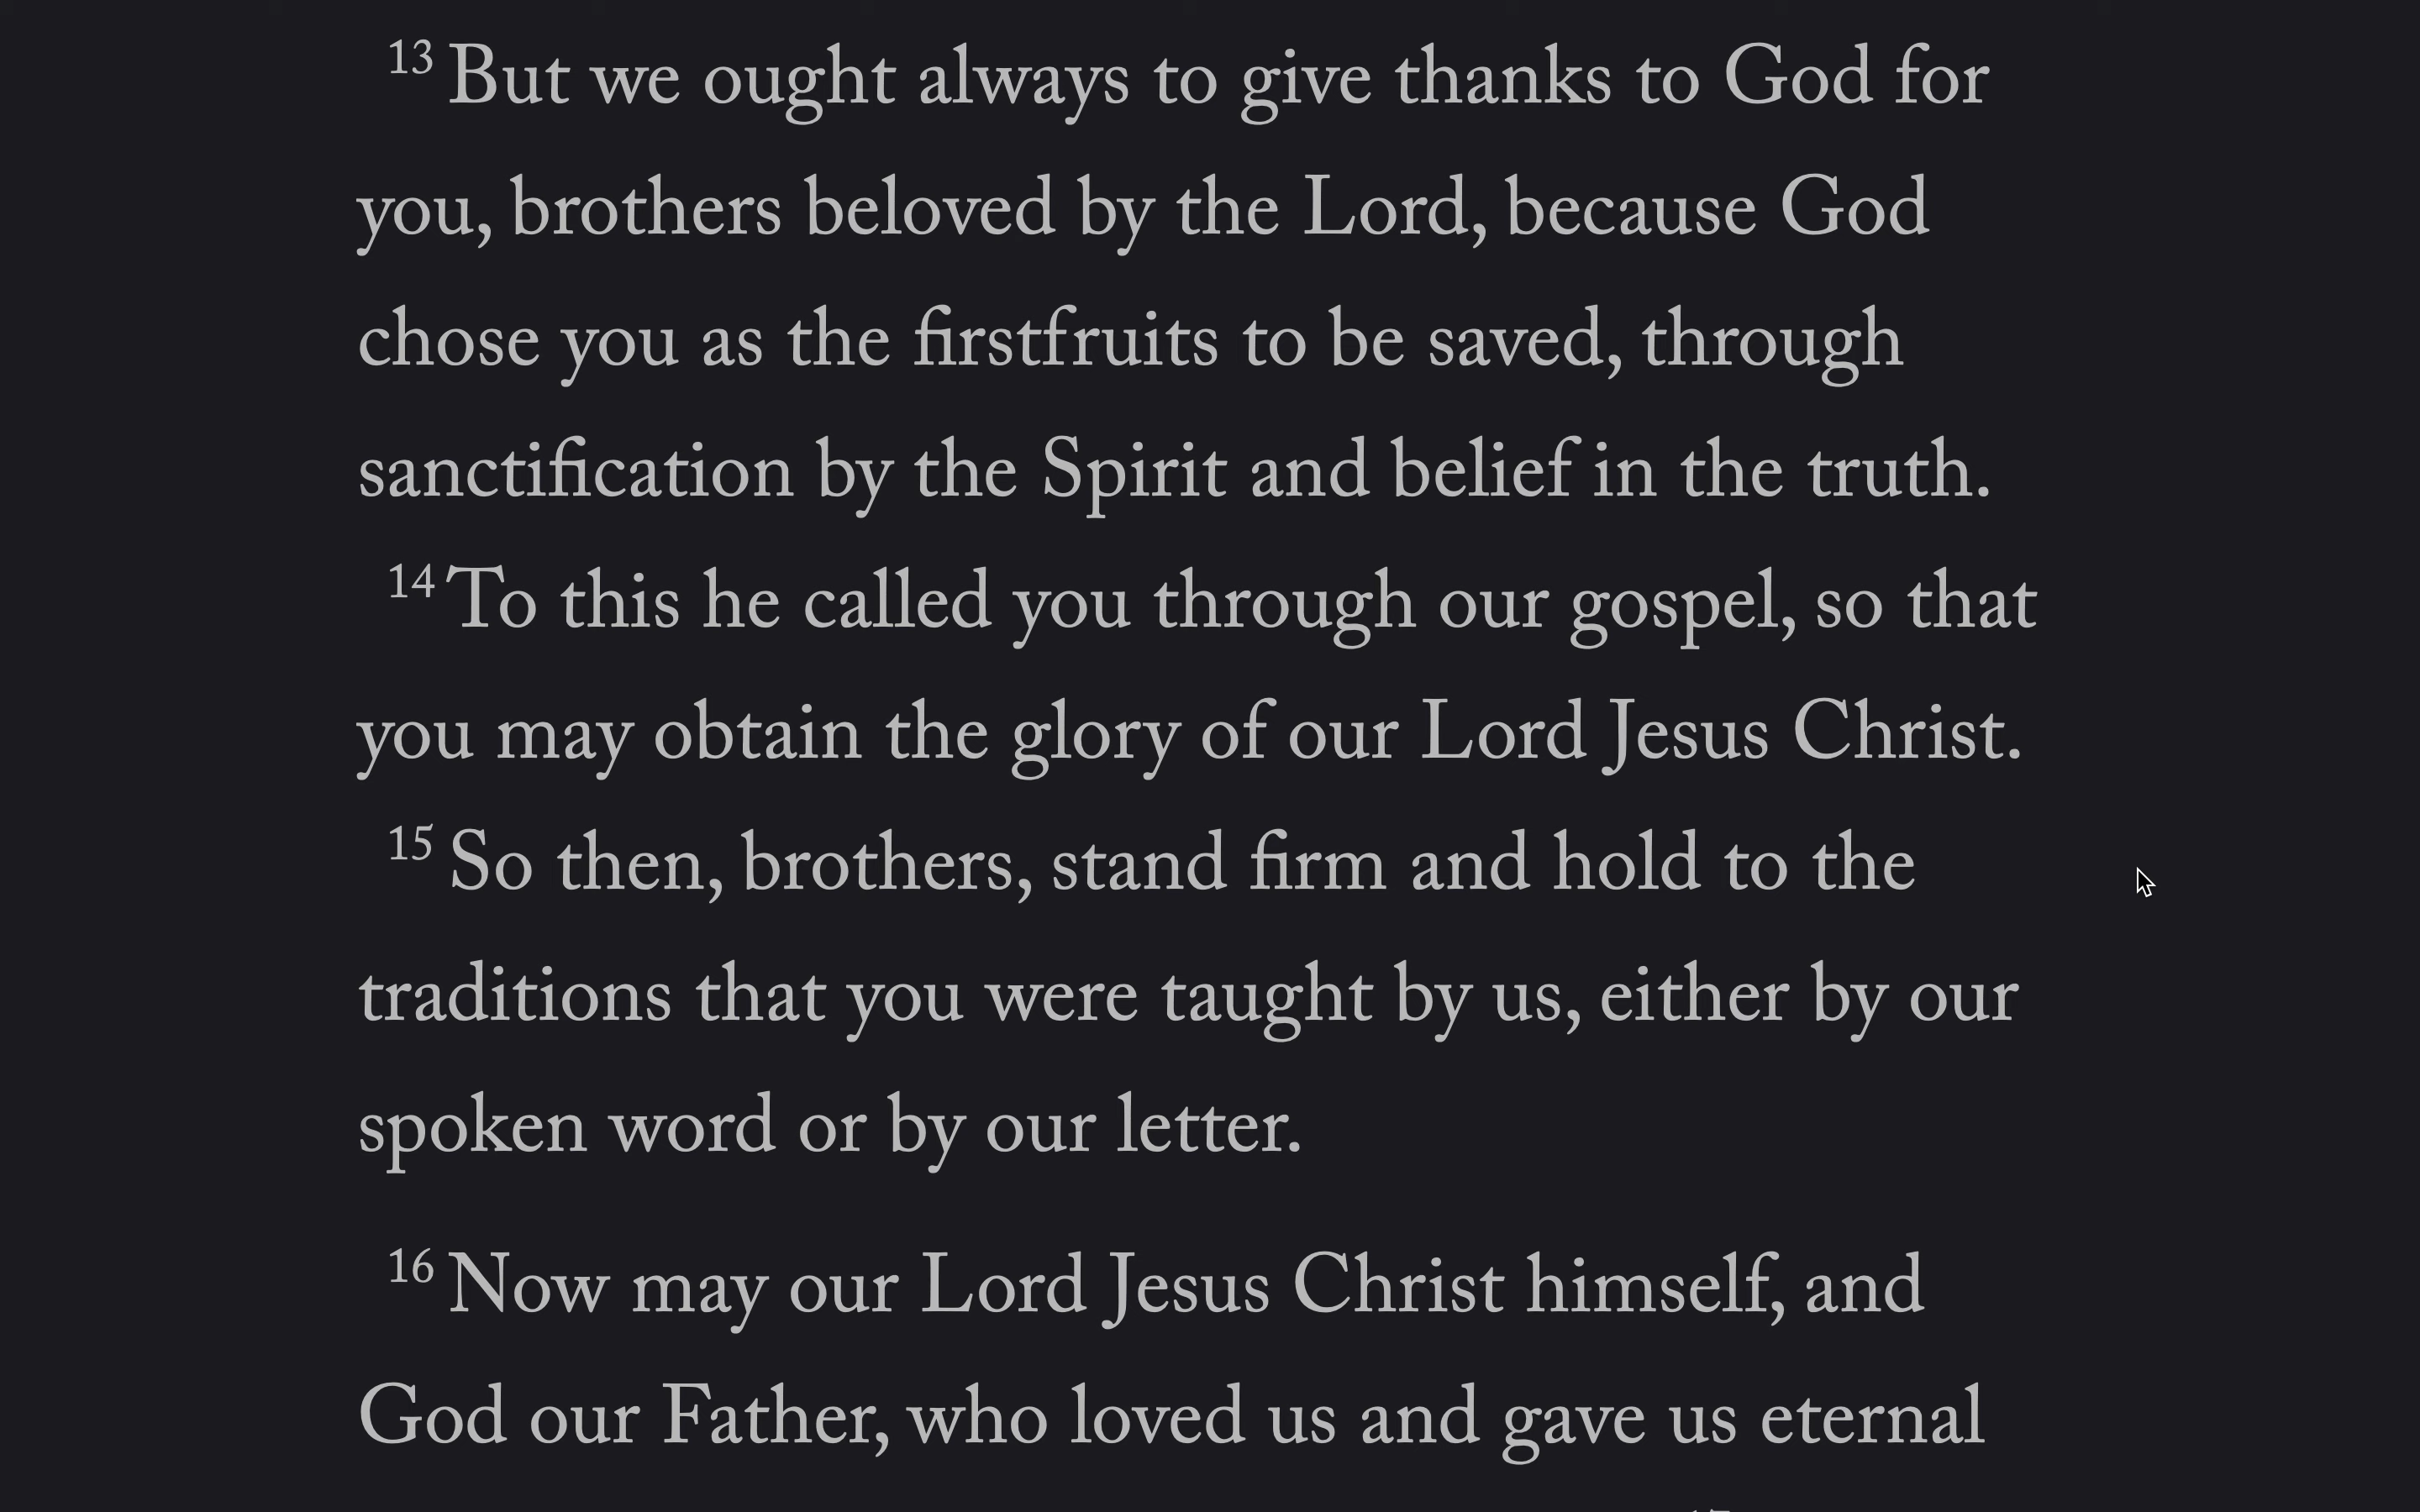 13 But we ought always to give thanks to God for
you, brothers beloved by the Lord, because God
chose you as the firstfruits to be saved, through
sanctification by the Spirit and belief in the truth.
14 To this he called you through our gospel, so that
you may obtain the glory of our Lord Jesus Christ.
15 So then, brothers, stand firm and hold to the
traditions that you were taught by us, either by our
spoken word or by our letter.
16 Now may our Lord Jesus Christ himself, and
God our Father, who loved us and gave us eternal